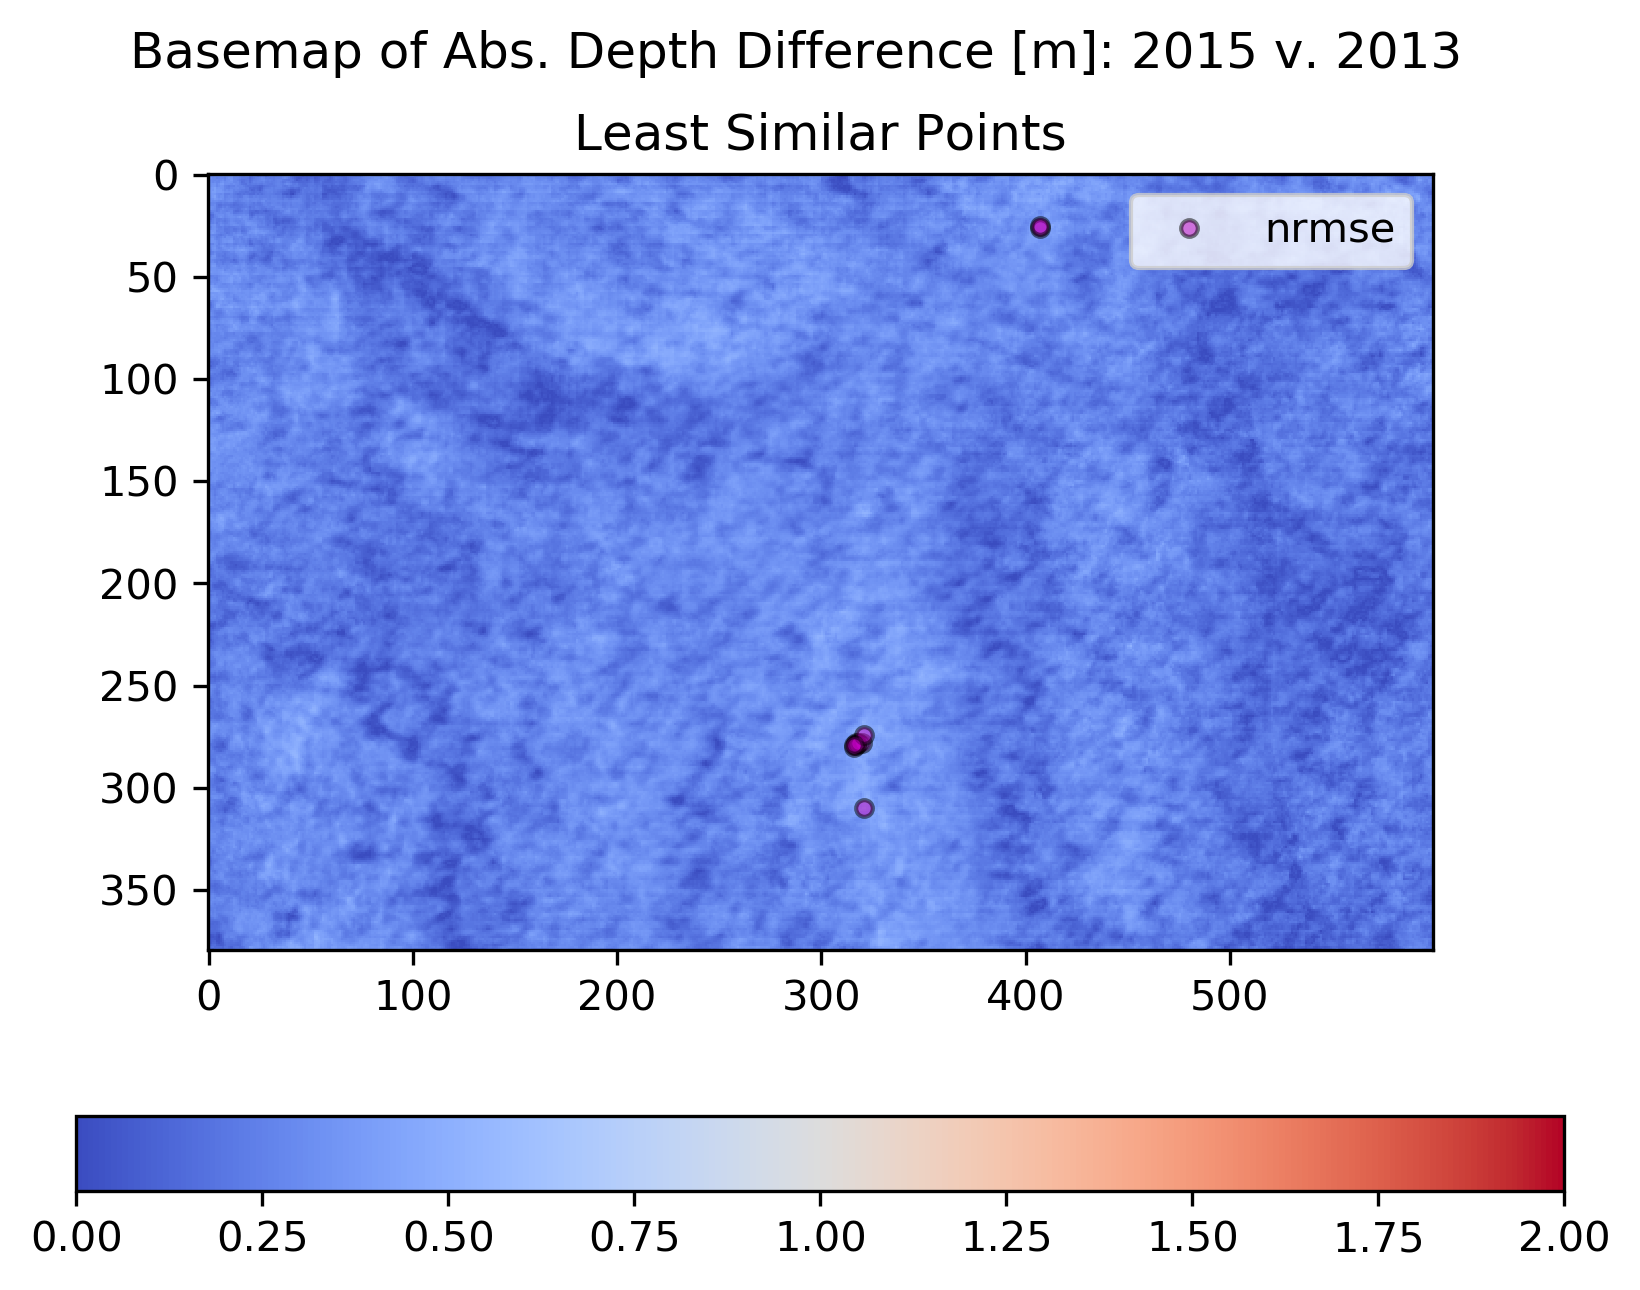 Basemap of Abs. Depth Difference [m]: 2015 v. 2013
Least Similar Points
nrmse
0
50
100
150
200
250
300
350
0 100 200 300 400 500
0.00 0.25 0.50 0.75 1.00 1.25 1.50 1.75 2.00